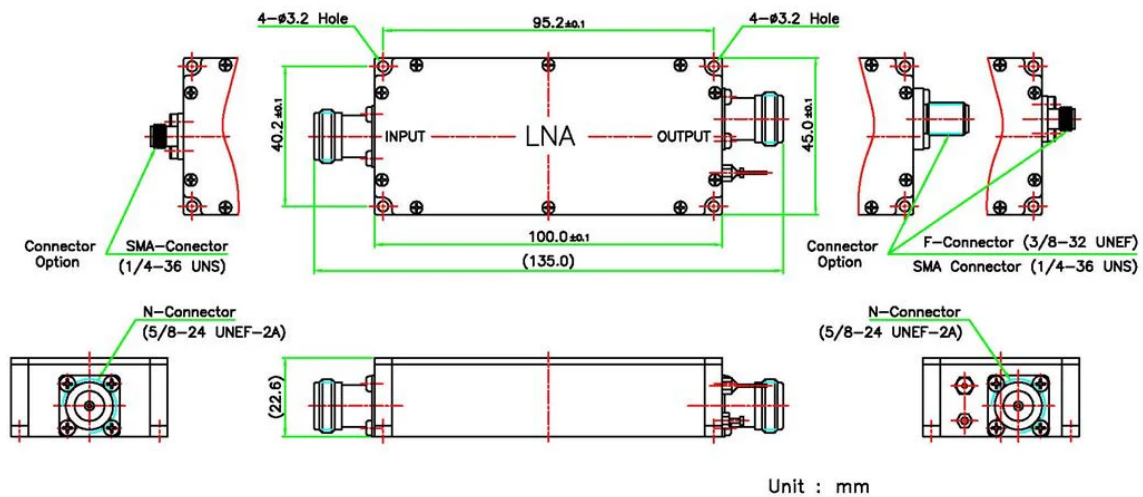 4-ø3.2 Hole
95.2±0.1
4-ø3.2 Hole
40.2±0.1
INPUT
LNA
OUTPUT
45.0±0.1
100.0±0.1
(135.0)
Connector
Option
SMA-Conector
(1/4-36 UNS)
Connector
Option
F-Connector (3/8-32 UNEF)
SMA Connector (1/4-36 UNS)
N-Connector
(5/8-24 UNEF-2A)
(22.6)
N-Connector
(5/8-24 UNEF-2A)
Unit : mm